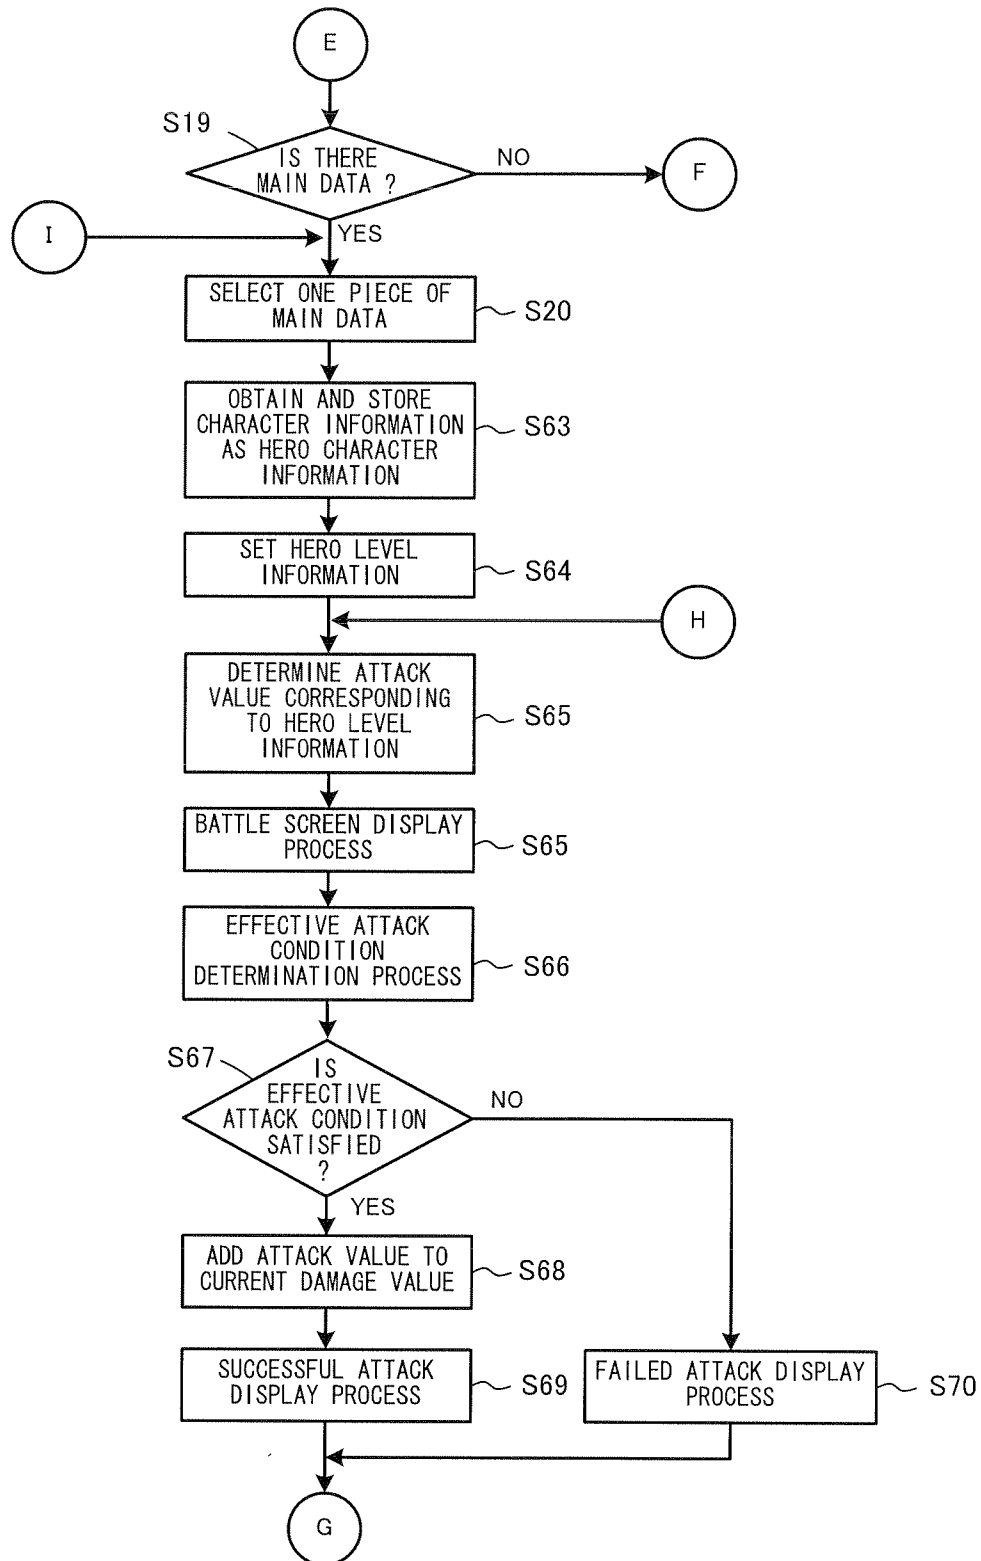 E
S19
IS THERE
MAIN DATA ?
NO
F
I
YES
SELECT ONE PIECE OF
MAIN DATA
S20
OBTAIN AND STORE
CHARACTER INFORMATION
AS HERO CHARACTER
INFORMATION
S63
SET HERO LEVEL
INFORMATION
S64
H
DETERMINE ATTACK
VALUE CORRESPONDING
TO HERO LEVEL
INFORMATION
S65
BATTLE SCREEN DISPLAY
PROCESS
S65
EFFECTIVE ATTACK
CONDITION
DETERMINATION PROCESS
S66
S67
IS
EFFECTIVE
ATTACK CONDITION
SATISFIED
?
NO
YES
ADD ATTACK VALUE TO
CURRENT DAMAGE VALUE
S68
SUCCESSFUL ATTACK
DISPLAY PROCESS
S69
FAILED ATTACK DISPLAY
PROCESS
S70
G